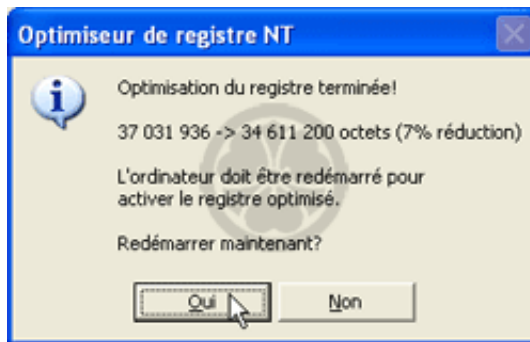 Optimiseur de registre NT
Optimisation du registre terminée!
37 031 936 -> 34 611 200 octets (7% réduction)
L'ordinateur doit être redémarré pour
activer le registre optimisé.
Redémarrer maintenant?
Oui
Non